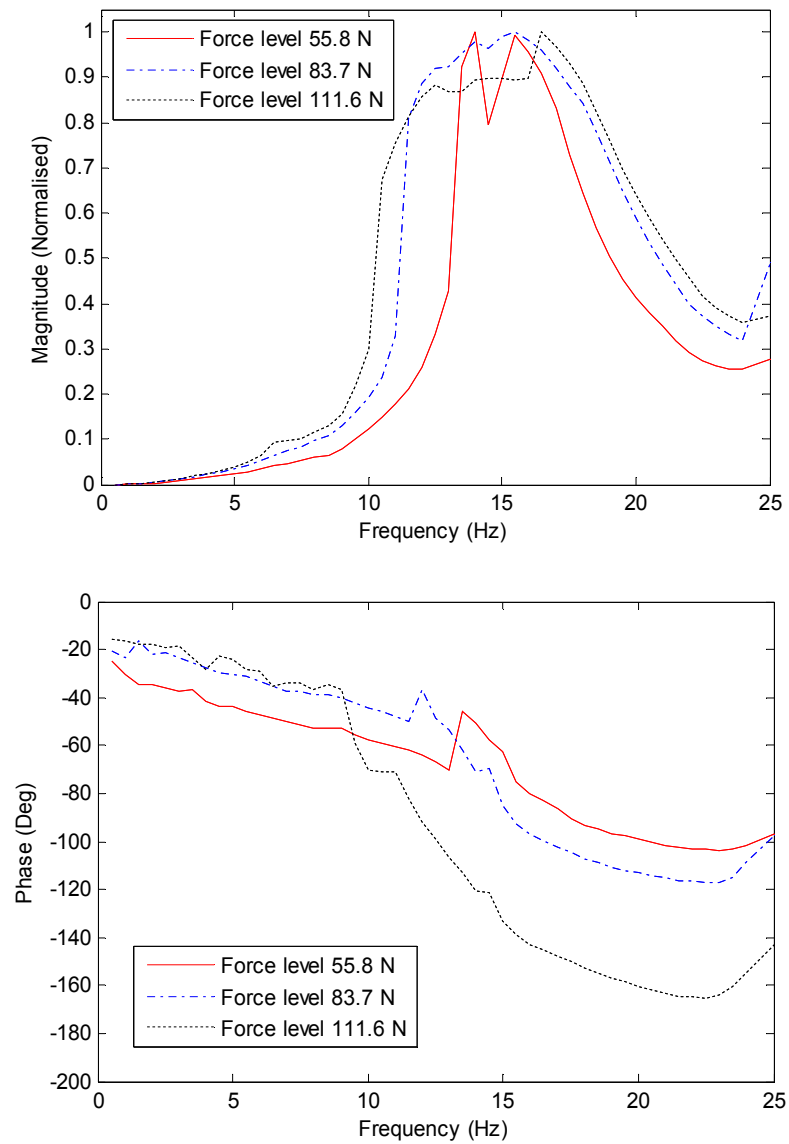 1
0.9
0.8
0.7
0.6
0.5
0.4
0.3
0.2
0.1
0
Magnitude (Normalised)
Force level 55.8 N
Force level 83.7 N
Force level 111.6 N
0 5 10 15 20 25
Frequency (Hz)
0
-20
-40
-60
-80
-100
-120
-140
-160
-180
-200
Phase (Deg)
Force level 55.8 N
Force level 83.7 N
Force level 111.6 N
0 5 10 15 20 25
Frequency (Hz)